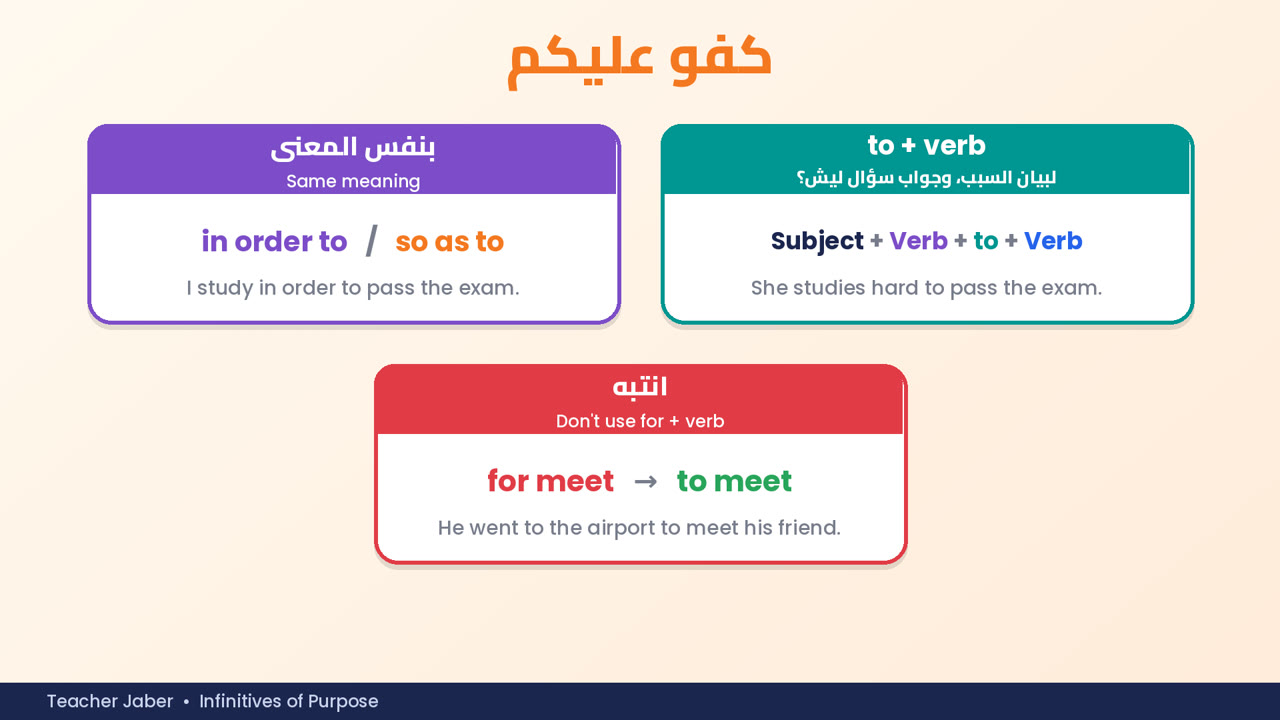 كفو عليكم
to + verb
لبيان السبب، وجواب سؤال ليش؟
Subject + Verb + to + Verb
She studies hard to pass the exam.
بنفس المعنى
Same meaning
in order to / so as to
I study in order to pass the exam.
انتبه
Don't use for + verb
for meet → to meet
He went to the airport to meet his friend.
Teacher Jaber • Infinitives of Purpose